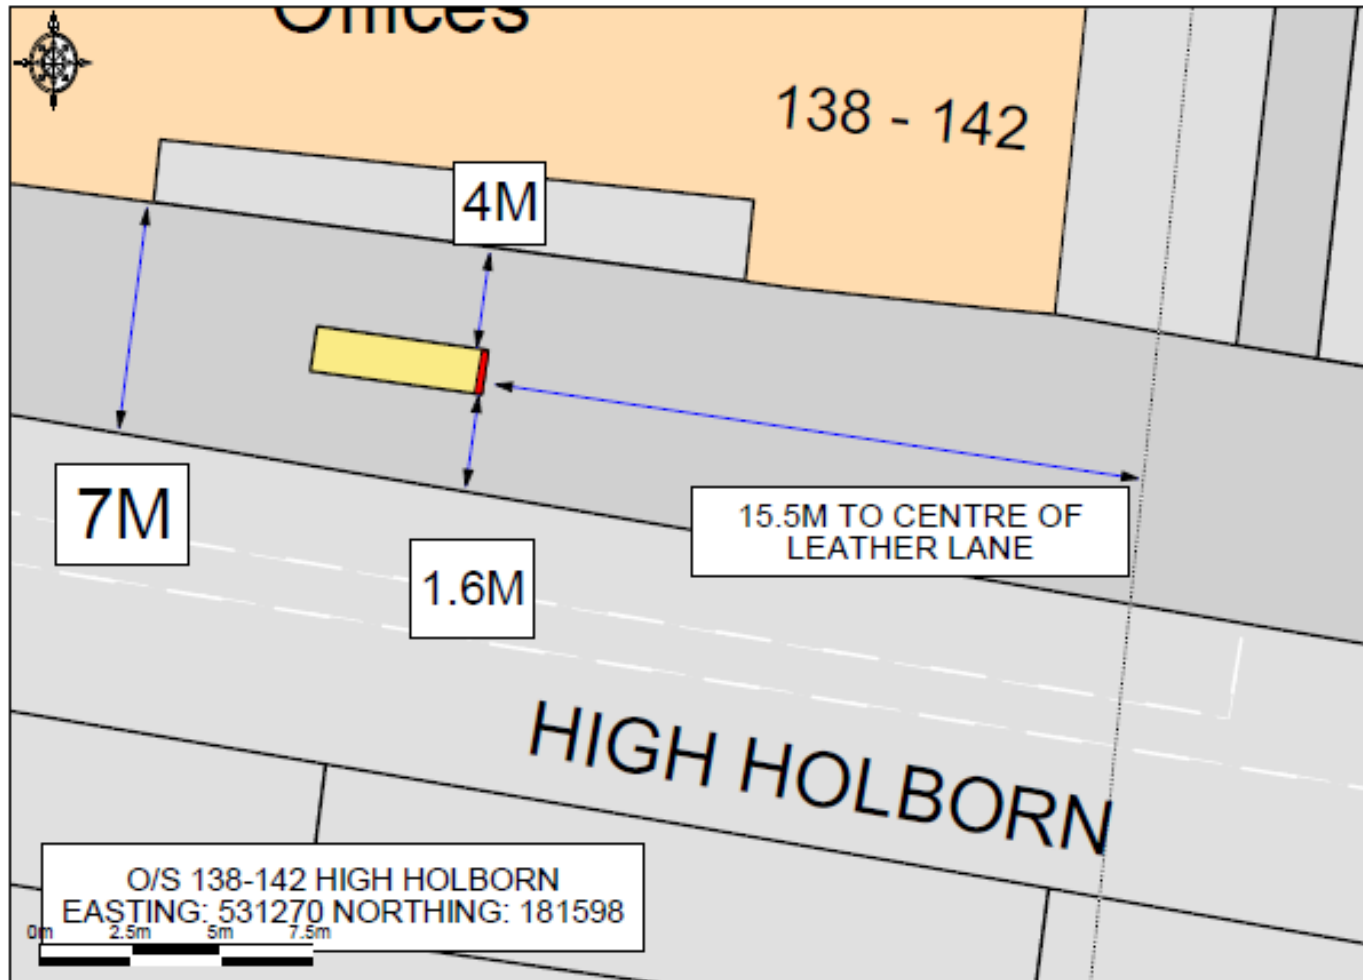 Offices
138 - 142
4M
7M
15.5M TO CENTRE OF
LEATHER LANE
1.6M
HIGH HOLBORN
O/S 138-142 HIGH HOLBORN
EASTING: 531270 NORTHING: 181598
0m 2.5m 5m 7.5m